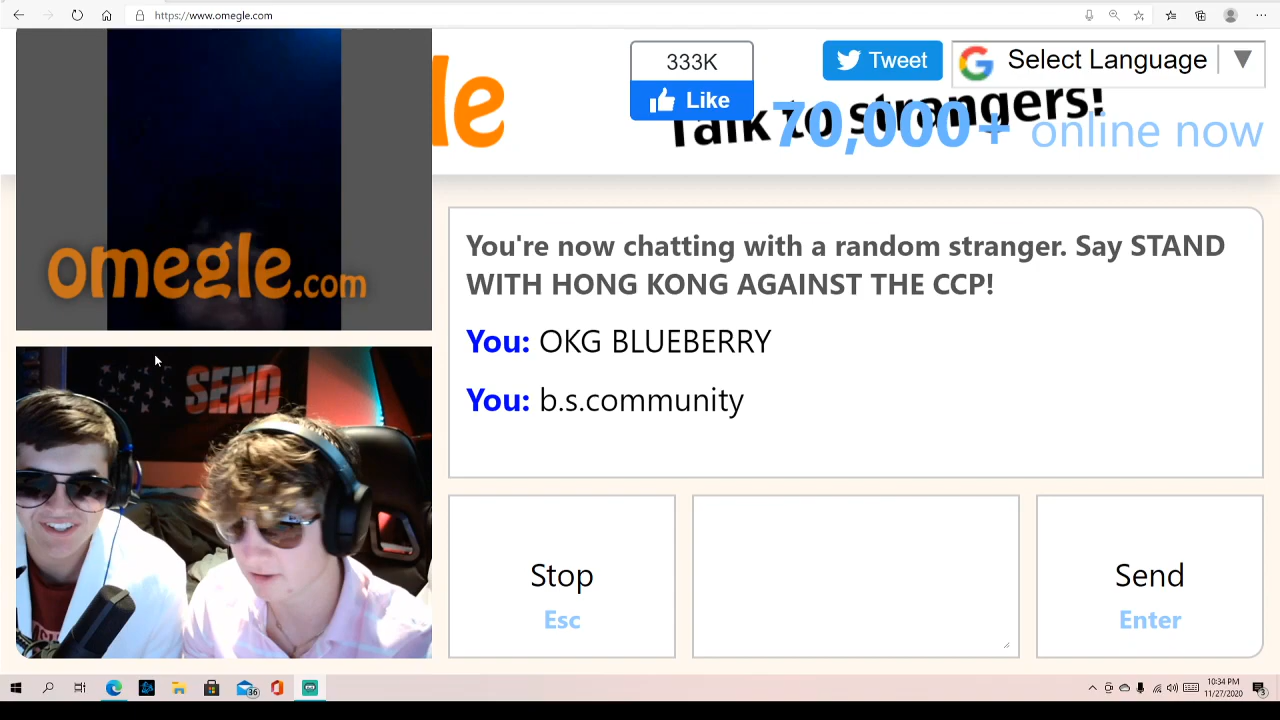 https://www.omegle.com
le
Talk to strangers!
333K
Like
Tweet
Select Language
70,000+ online now
omegle.com
SEND
You're now chatting with a random stranger. Say STAND
WITH HONG KONG AGAINST THE CCP!
You: OKG BLUEBERRY
You: b.s.community
Stop
Esc
Send
Enter
36
10:34 PM
11/27/2020
3